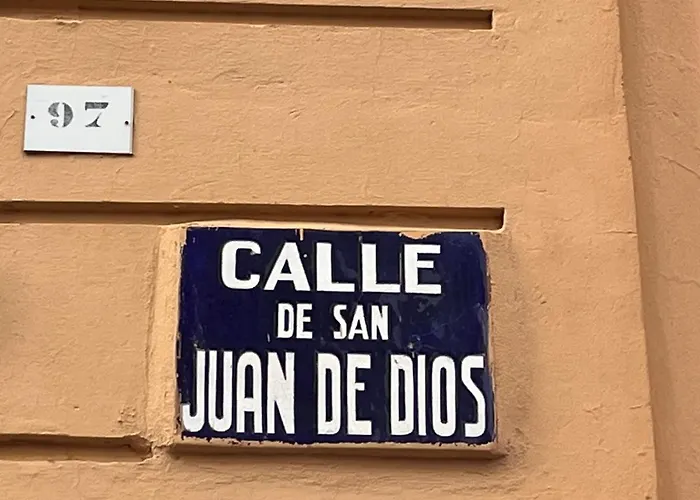 97
CALLE
DE SAN
JUAN DE DIOS